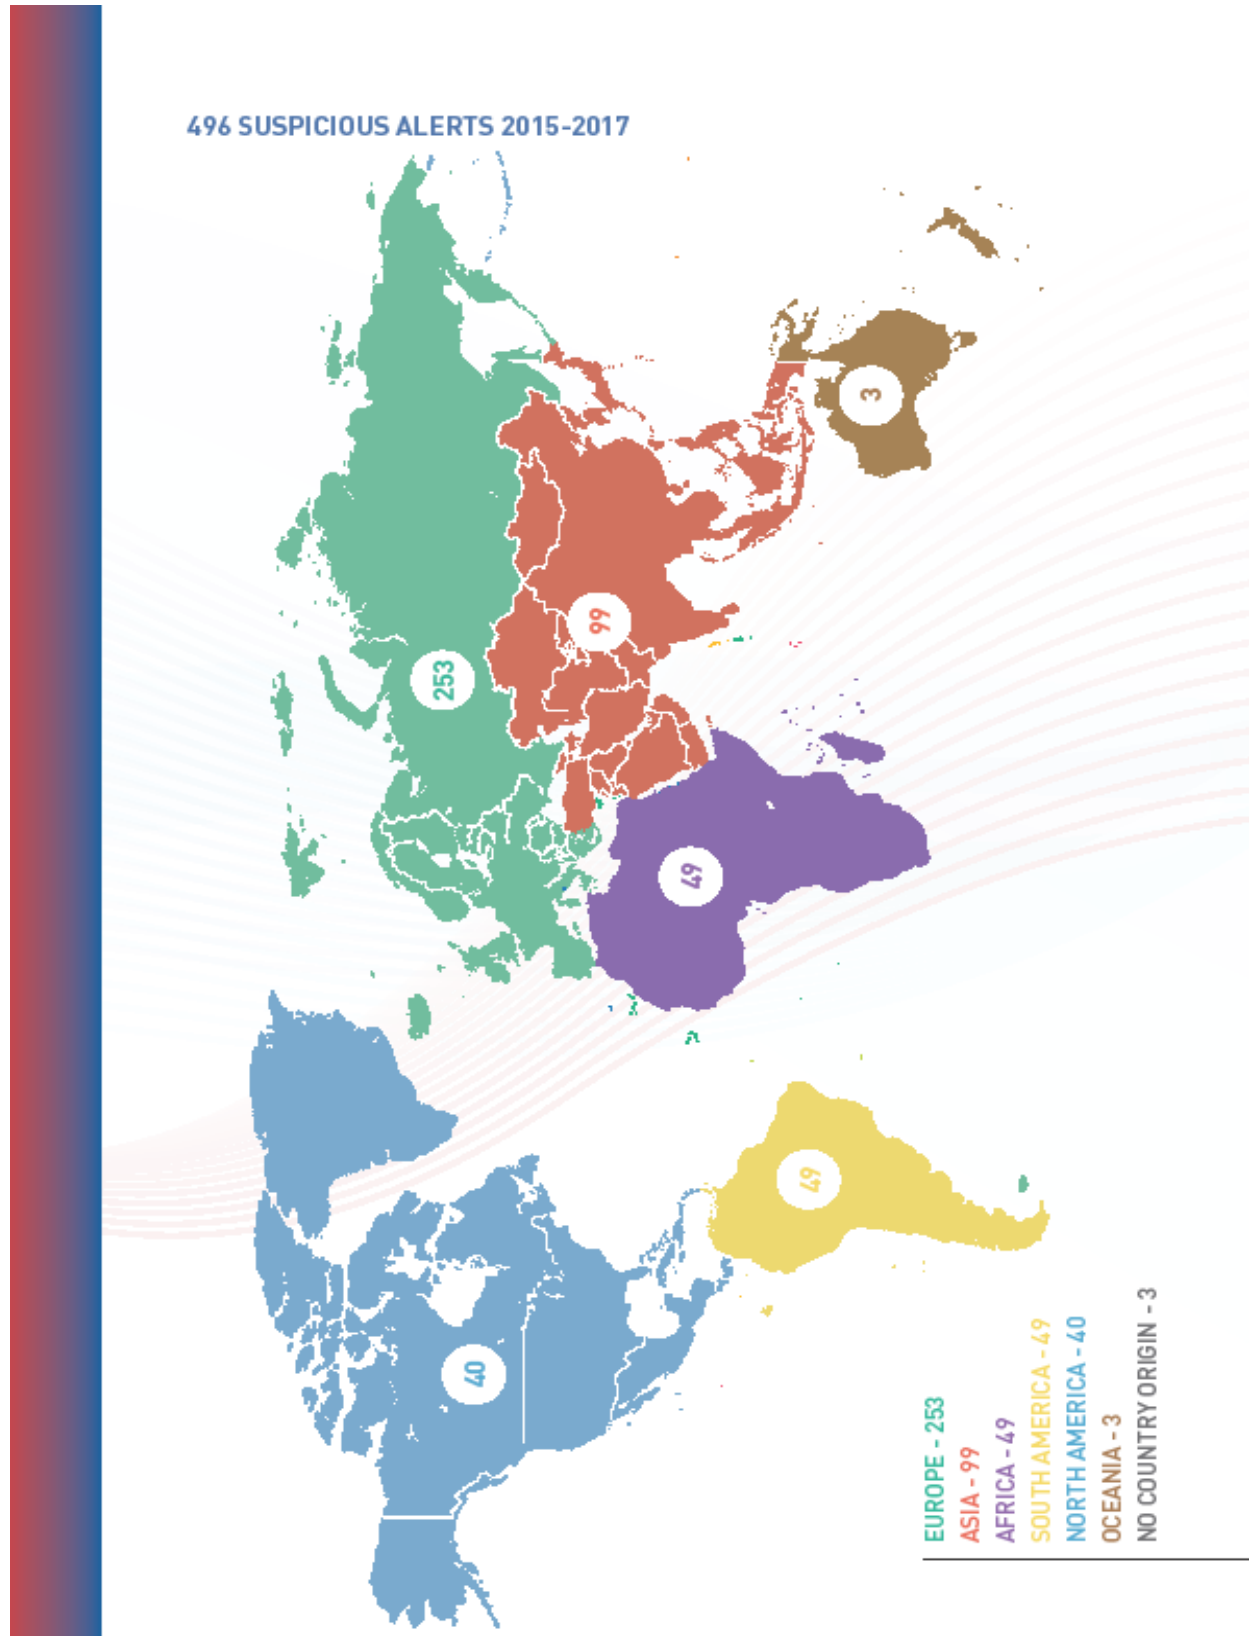 496 SUSPICIOUS ALERTS 2015-2017
253
99
3
49
49
40
EUROPE - 253
ASIA - 99
AFRICA - 49
SOUTH AMERICA - 49
NORTH AMERICA - 40
OCEANIA - 3
NO COUNTRY ORIGIN - 3